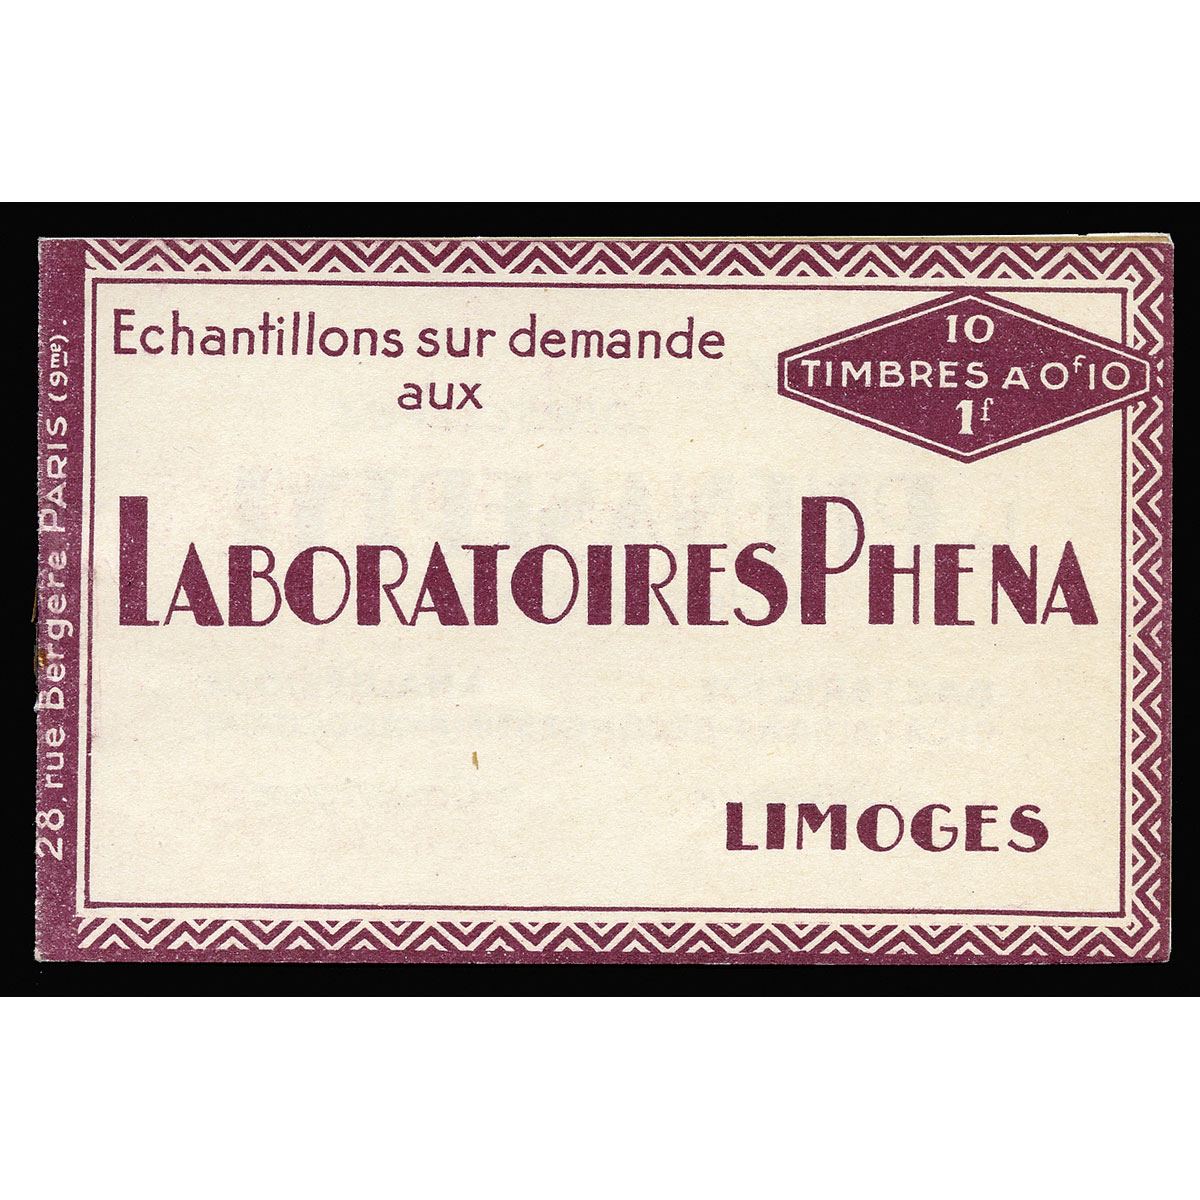 Echantillons sur demande
aux
10
TIMBRES A 0f10
1f
LABORATOIRES PHENA
LIMOGES
28, rue Bergère, PARIS (9me).